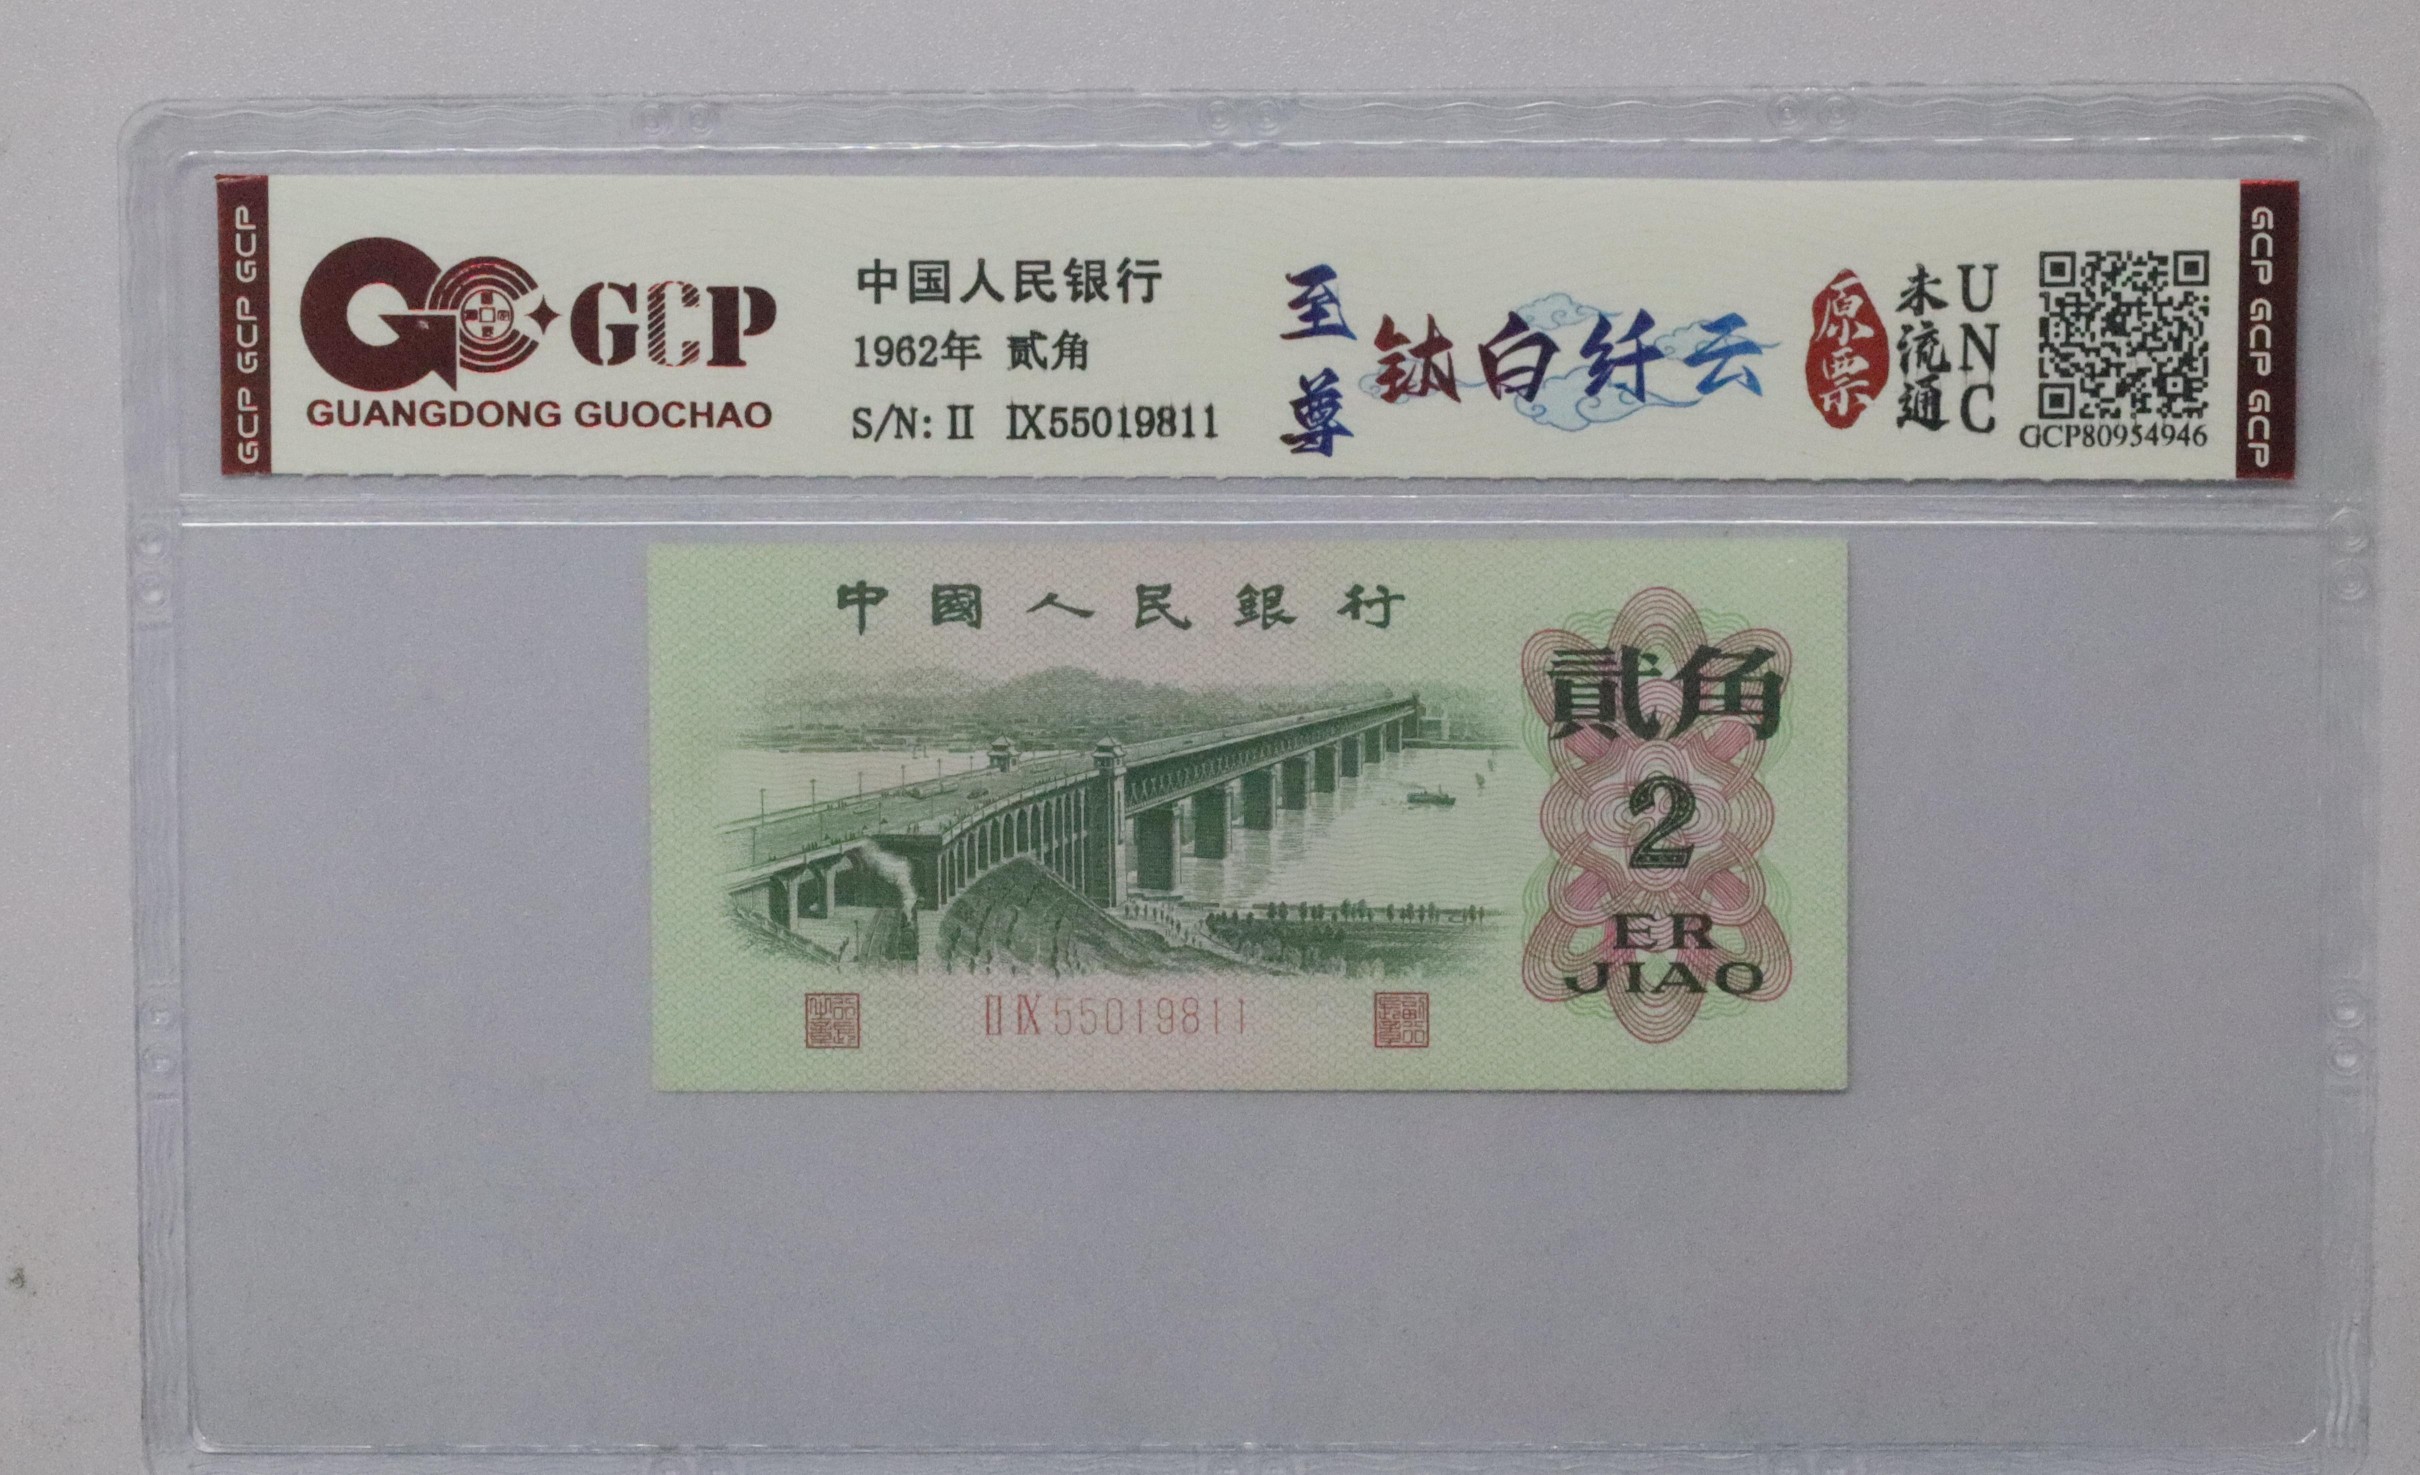 GCP GCP GCP
GCP
GUANGDONG GUOCHAO
中国人民银行
1962年 贰角
S/N: II IX55019811
至尊
钛白纤云
原票
未流通
UNC
GCP80954946
GCP GCP GCP
中國人民銀行
貳角
2
ER
JIAO
II IX 55019811